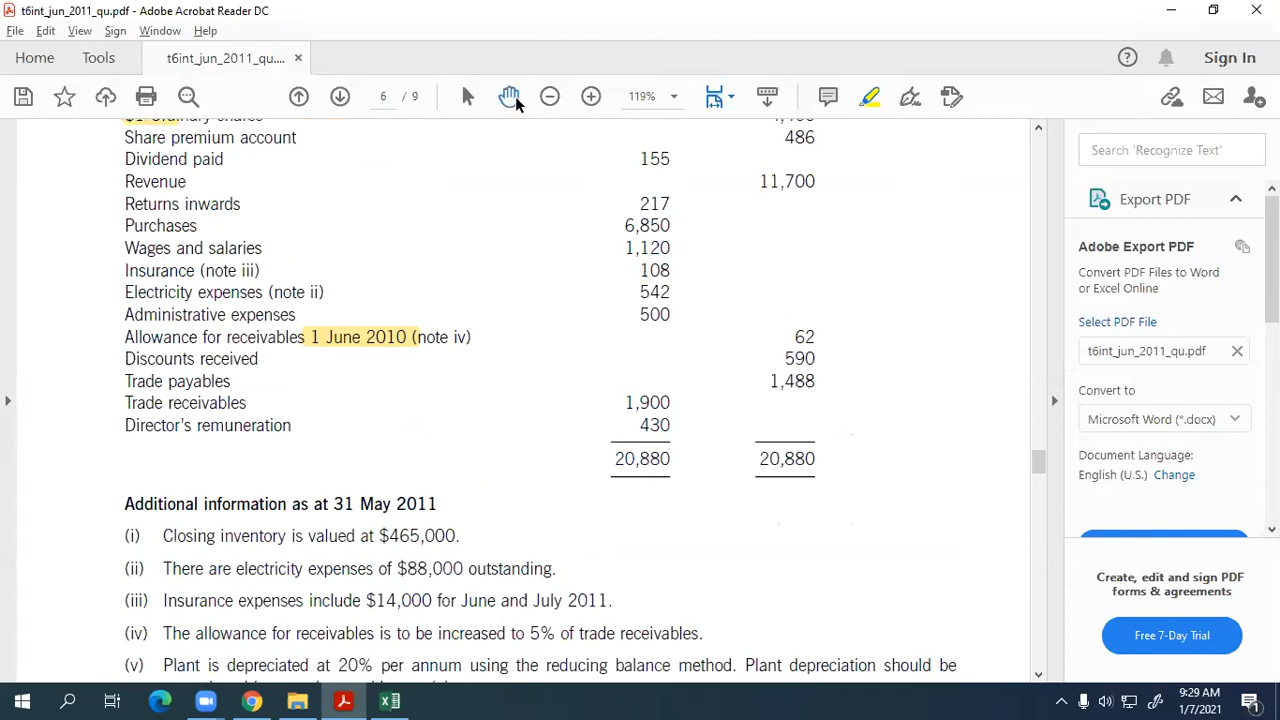 t6int_jun_2011_qu.pdf - Adobe Acrobat Reader DC
File Edit View Sign Window Help
Home Tools t6int_jun_2011_qu.... × Sign In
6 / 9 119%
$1 Ordinary shares
Share premium account 486
Dividend paid 155
Revenue 11,700
Returns inwards 217
Purchases 6,850
Wages and salaries 1,120
Insurance (note iii) 108
Electricity expenses (note ii) 542
Administrative expenses 500
Allowance for receivables 1 June 2010 (note iv) 62
Discounts received 590
Trade payables 1,488
Trade receivables 1,900
Director's remuneration 430
20,880 20,880
Additional information as at 31 May 2011
(i) Closing inventory is valued at $465,000.
(ii) There are electricity expenses of $88,000 outstanding.
(iii) Insurance expenses include $14,000 for June and July 2011.
(iv) The allowance for receivables is to be increased to 5% of trade receivables.
(v) Plant is depreciated at 20% per annum using the reducing balance method. Plant depreciation should be
Search 'Recognize Text'
Export PDF
Adobe Export PDF
Convert PDF Files to Word
or Excel Online
Select PDF File
t6int_jun_2011_qu.pdf
Convert to
Microsoft Word (*.docx)
Document Language:
English (U.S.) Change
Create, edit and sign PDF
forms & agreements
Free 7-Day Trial
9:29 AM
1/7/2021
1